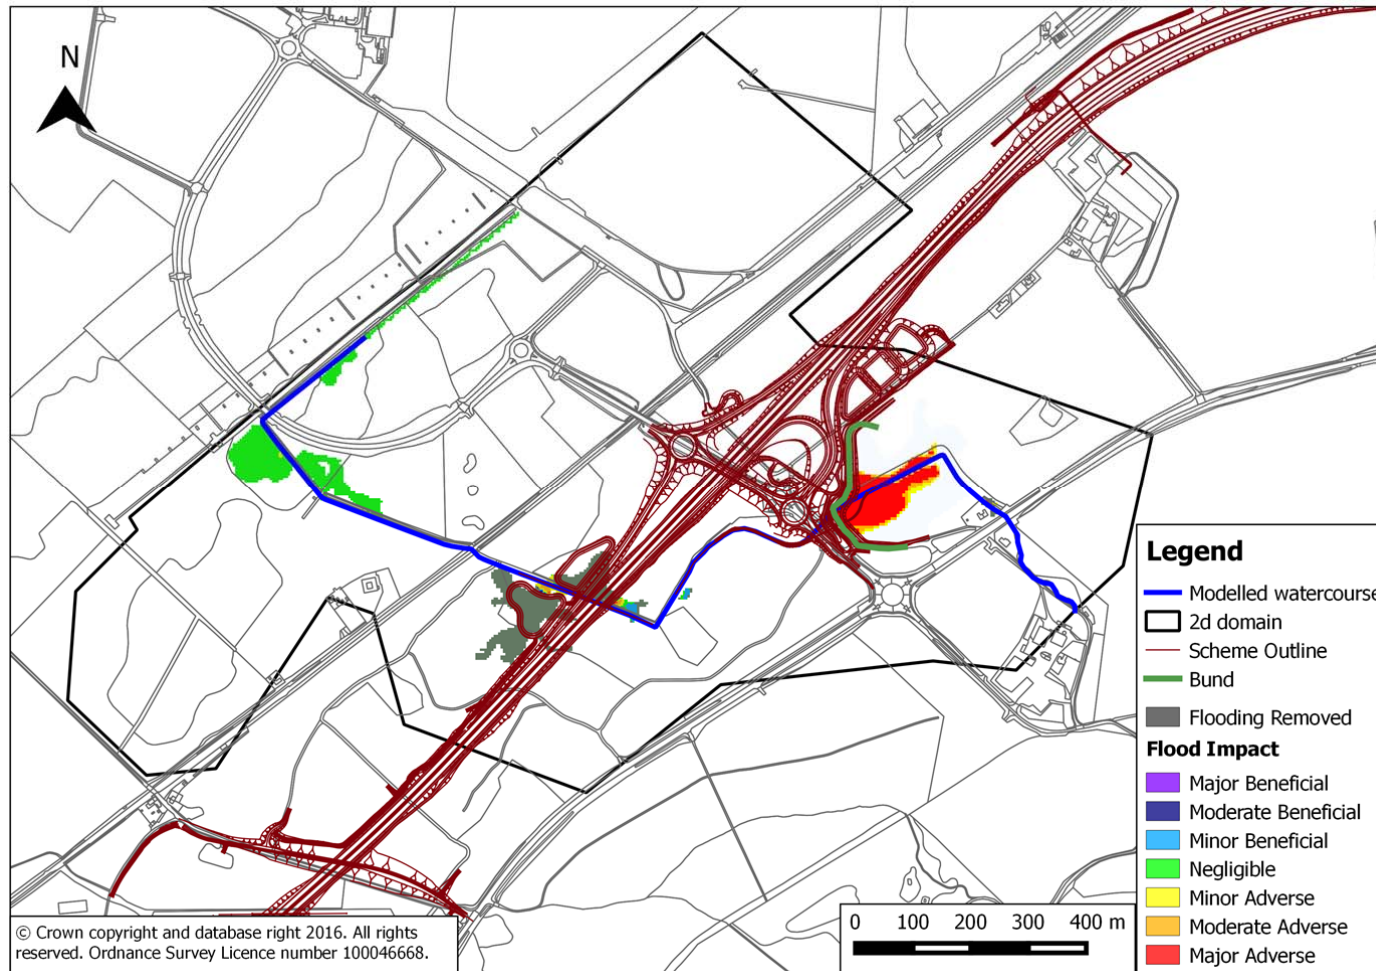 N
Legend
Modelled watercourse
2d domain
Scheme Outline
Bund
Flooding Removed
Flood Impact
Major Beneficial
Moderate Beneficial
Minor Beneficial
Negligible
Minor Adverse
Moderate Adverse
Major Adverse
0 100 200 300 400 m
© Crown copyright and database right 2016. All rights
reserved. Ordnance Survey Licence number 100046668.